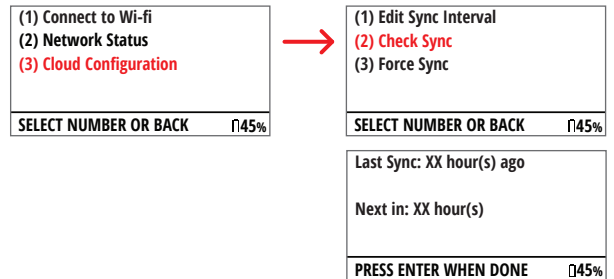 (1) Connect to Wi-fi
(2) Network Status
(3) Cloud Configuration
SELECT NUMBER OR BACK 45%
(1) Edit Sync Interval
(2) Check Sync
(3) Force Sync
SELECT NUMBER OR BACK 45%
Last Sync: XX hour(s) ago
Next in: XX hour(s)
PRESS ENTER WHEN DONE 45%